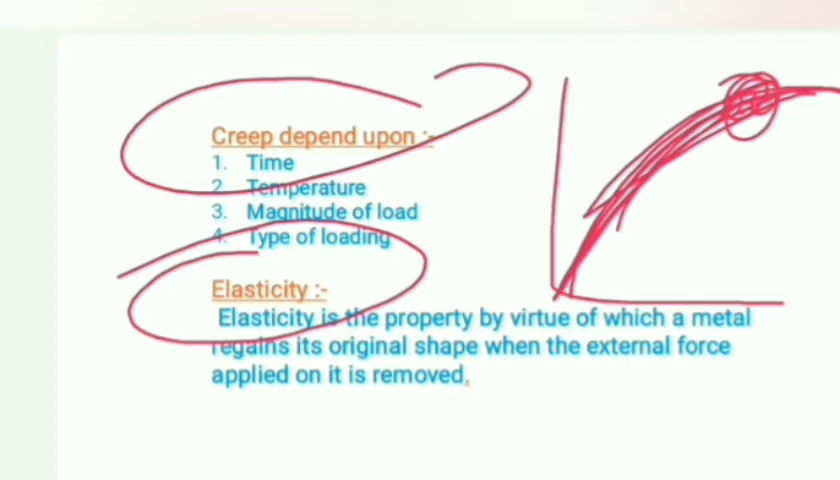 Creep depend upon :-
1. Time
2. Temperature
3. Magnitude of load
4. Type of loading
Elasticity :-
Elasticity is the property by virtue of which a metal
regains its original shape when the external force
applied on it is removed.